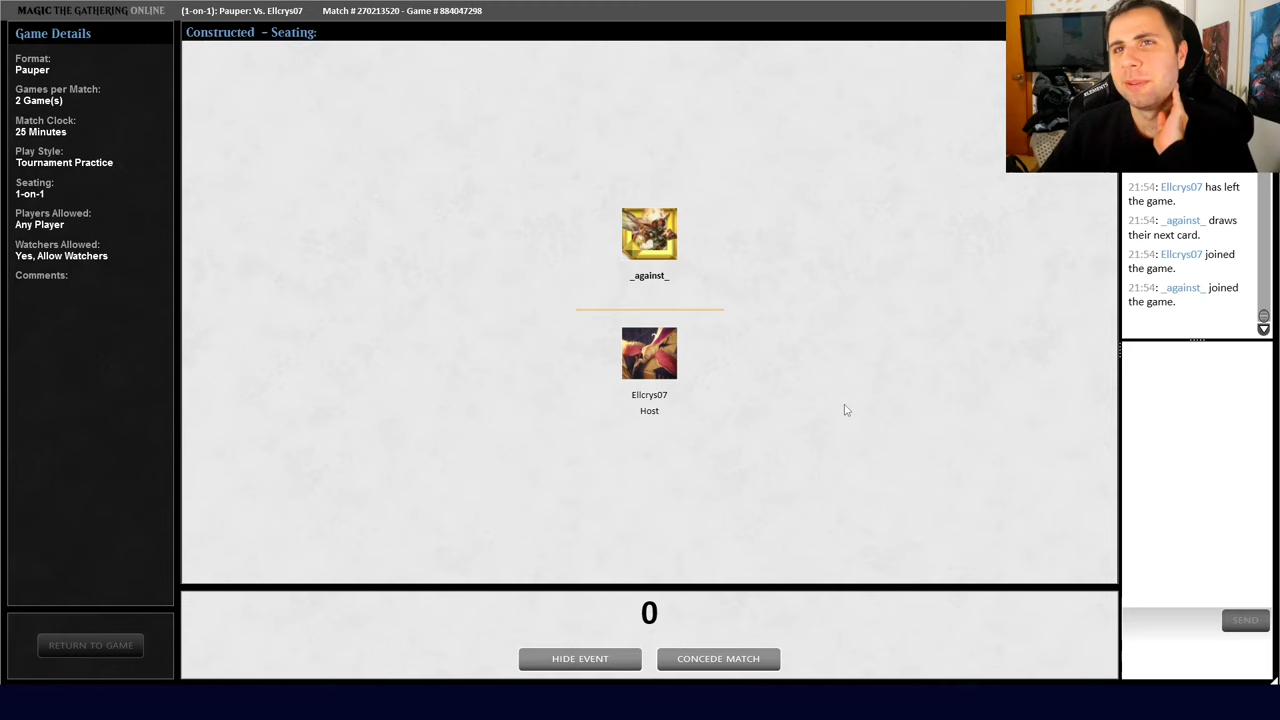 MAGIC THE GATHERING ONLINE
(1-on-1): Pauper: Vs. Ellcrys07
Match # 270213520 - Game # 884047298
Game Details
Format:
Pauper
Games per Match:
2 Game(s)
Match Clock:
25 Minutes
Play Style:
Tournament Practice
Seating:
1-on-1
Players Allowed:
Any Player
Watchers Allowed:
Yes, Allow Watchers
Comments:
RETURN TO GAME
Constructed – Seating:
_against_
Ellcrys07
Host
0
HIDE EVENT
CONCEDE MATCH
ELEMENTS
21:54: Ellcrys07 has left
the game.
21:54: _against_ draws
their next card.
21:54: Ellcrys07 joined
the game.
21:54: _against_ joined
the game.
SEND